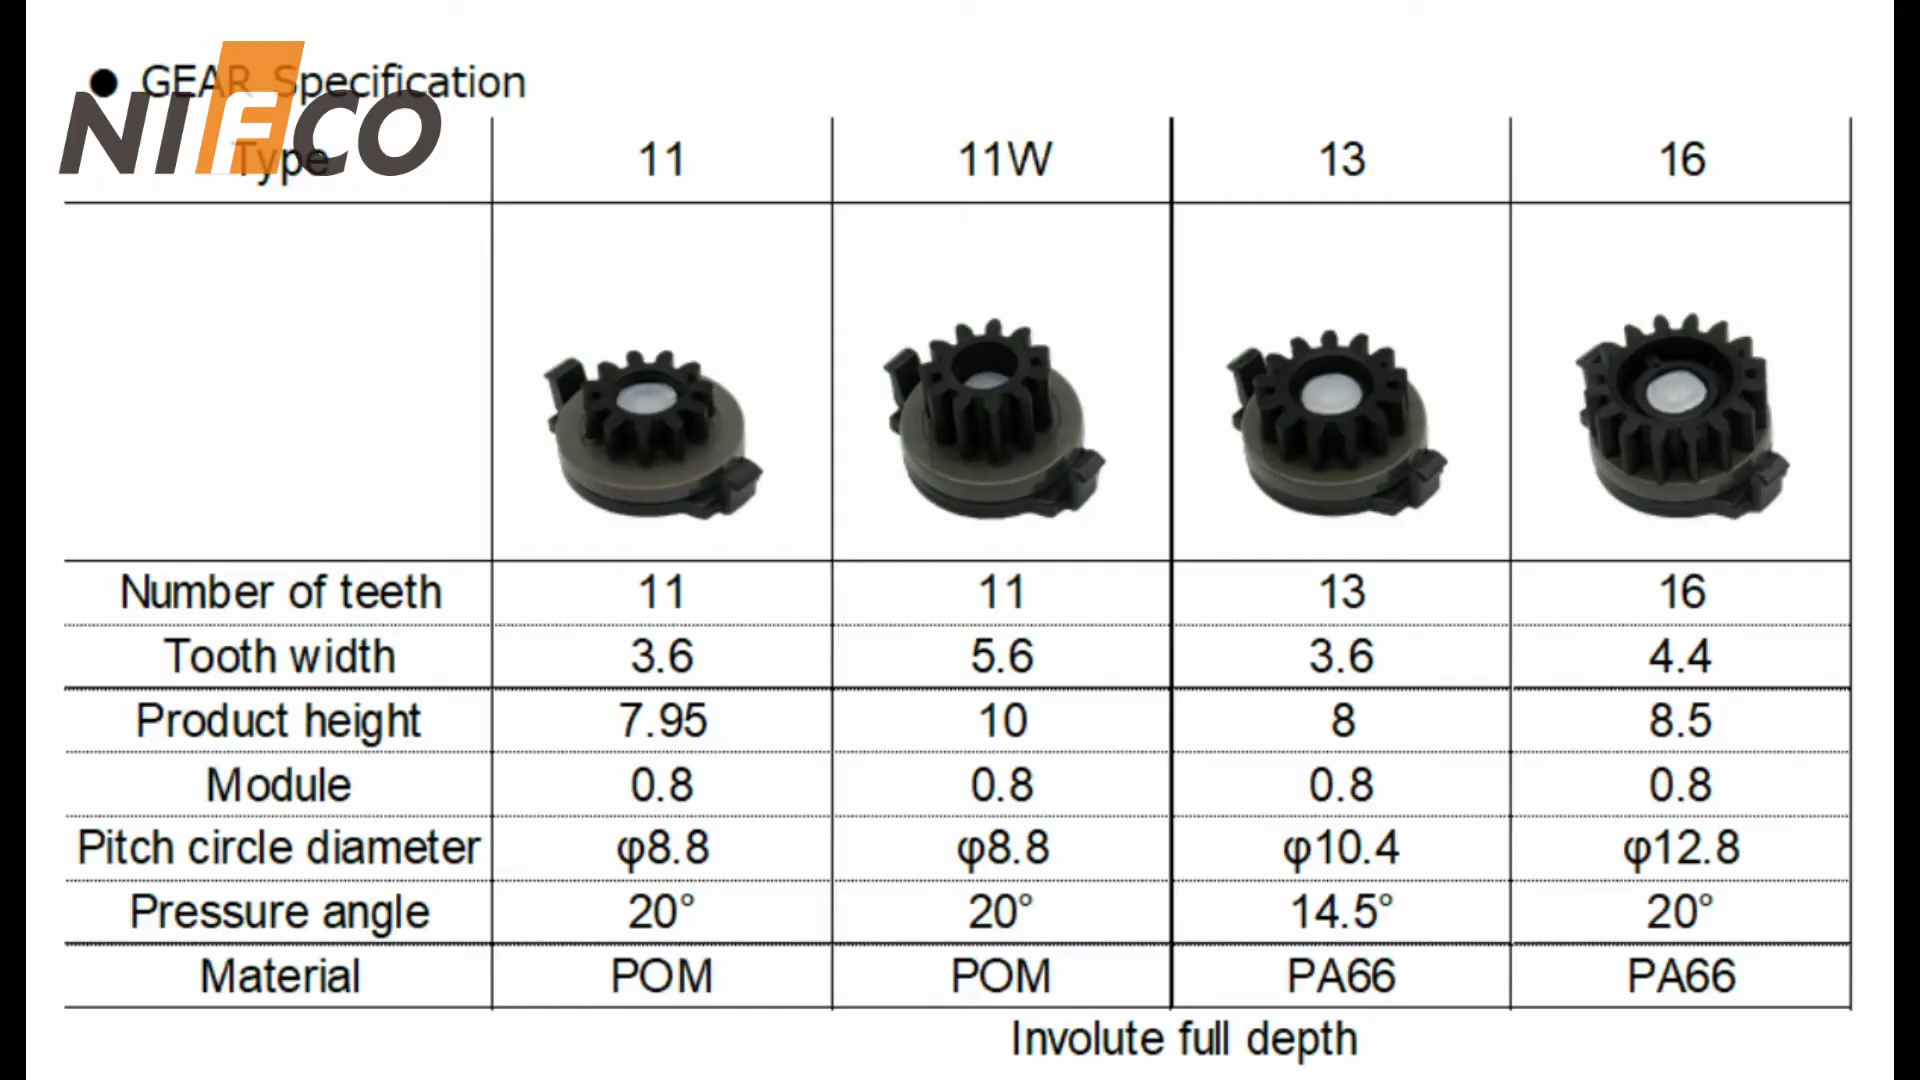 ● GEAR Specification
NIFCO
Type 11 11W 13 16
Number of teeth 11 11 13 16
Tooth width 3.6 5.6 3.6 4.4
Product height 7.95 10 8 8.5
Module 0.8 0.8 0.8 0.8
Pitch circle diameter φ8.8 φ8.8 φ10.4 φ12.8
Pressure angle 20° 20° 14.5° 20°
Material POM POM PA66 PA66
Involute full depth